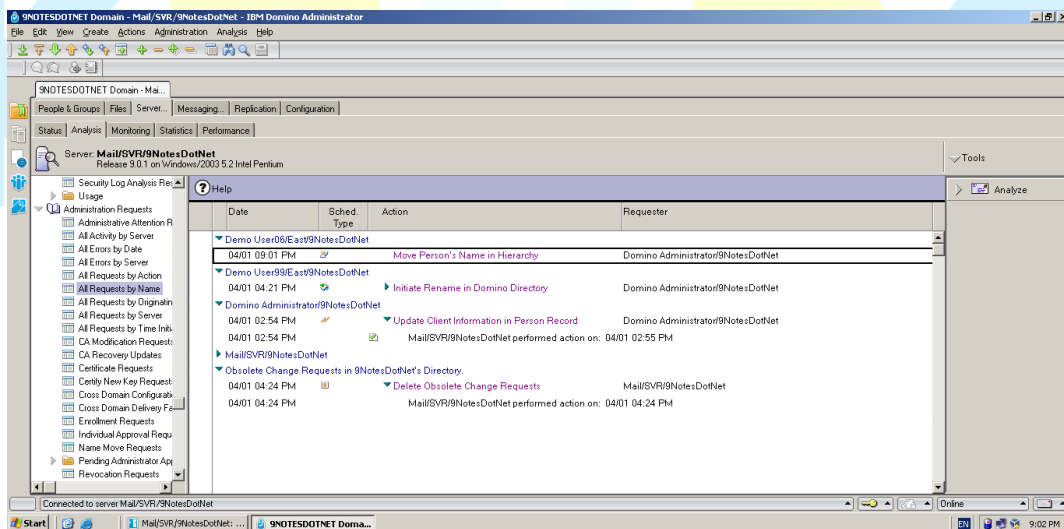 9NOTESDOTNET Domain - Mail/SVR/9NotesDotNet - IBM Domino Administrator
File Edit View Create Actions Administration Analysis Help
9NOTESDOTNET Domain - Mai...
People & Groups Files Server... Messaging... Replication Configuration
Status Analysis Monitoring Statistics Performance
Server: Mail/SVR/9NotesDotNet
Release 9.0.1 on Windows/2003 5.2 Intel Pentium
Tools
Security Log Analysis Res
Usage
Administration Requests
Administrative Attention R
All Activity by Server
All Errors by Date
All Errors by Server
All Requests by Action
All Requests by Name
All Requests by Originatin
All Requests by Server
All Requests by Time Initi
CA Modification Requests
CA Recovery Updates
Certificate Requests
Certify New Key Requests
Cross Domain Configurati
Cross Domain Delivery Fa
Enrollment Requests
Individual Approval Requ
Name Move Requests
Pending Administrator App
Revocation Requests
Help
Analyze
Date Sched. Type Action Requester
Demo User06/East/9NotesDotNet
04/01 09:01 PM Move Person's Name in Hierarchy Domino Administrator/9NotesDotNet
Demo User99/East/9NotesDotNet
04/01 04:21 PM Initiate Rename in Domino Directory Domino Administrator/9NotesDotNet
Domino Administrator/9NotesDotNet
04/01 02:54 PM Update Client Information in Person Record Domino Administrator/9NotesDotNet
04/01 02:54 PM Mail/SVR/9NotesDotNet performed action on: 04/01 02:55 PM
Mail/SVR/9NotesDotNet
Obsolete Change Requests in 9NotesDotNet's Directory.
04/01 04:24 PM Delete Obsolete Change Requests Mail/SVR/9NotesDotNet
04/01 04:24 PM Mail/SVR/9NotesDotNet performed action on: 04/01 04:24 PM
Connected to server Mail/SVR/9NotesDotNet
Online
Start Mail/SVR/9NotesDotNet: ... 9NOTESDOTNET Doma... EN 9:02 PM